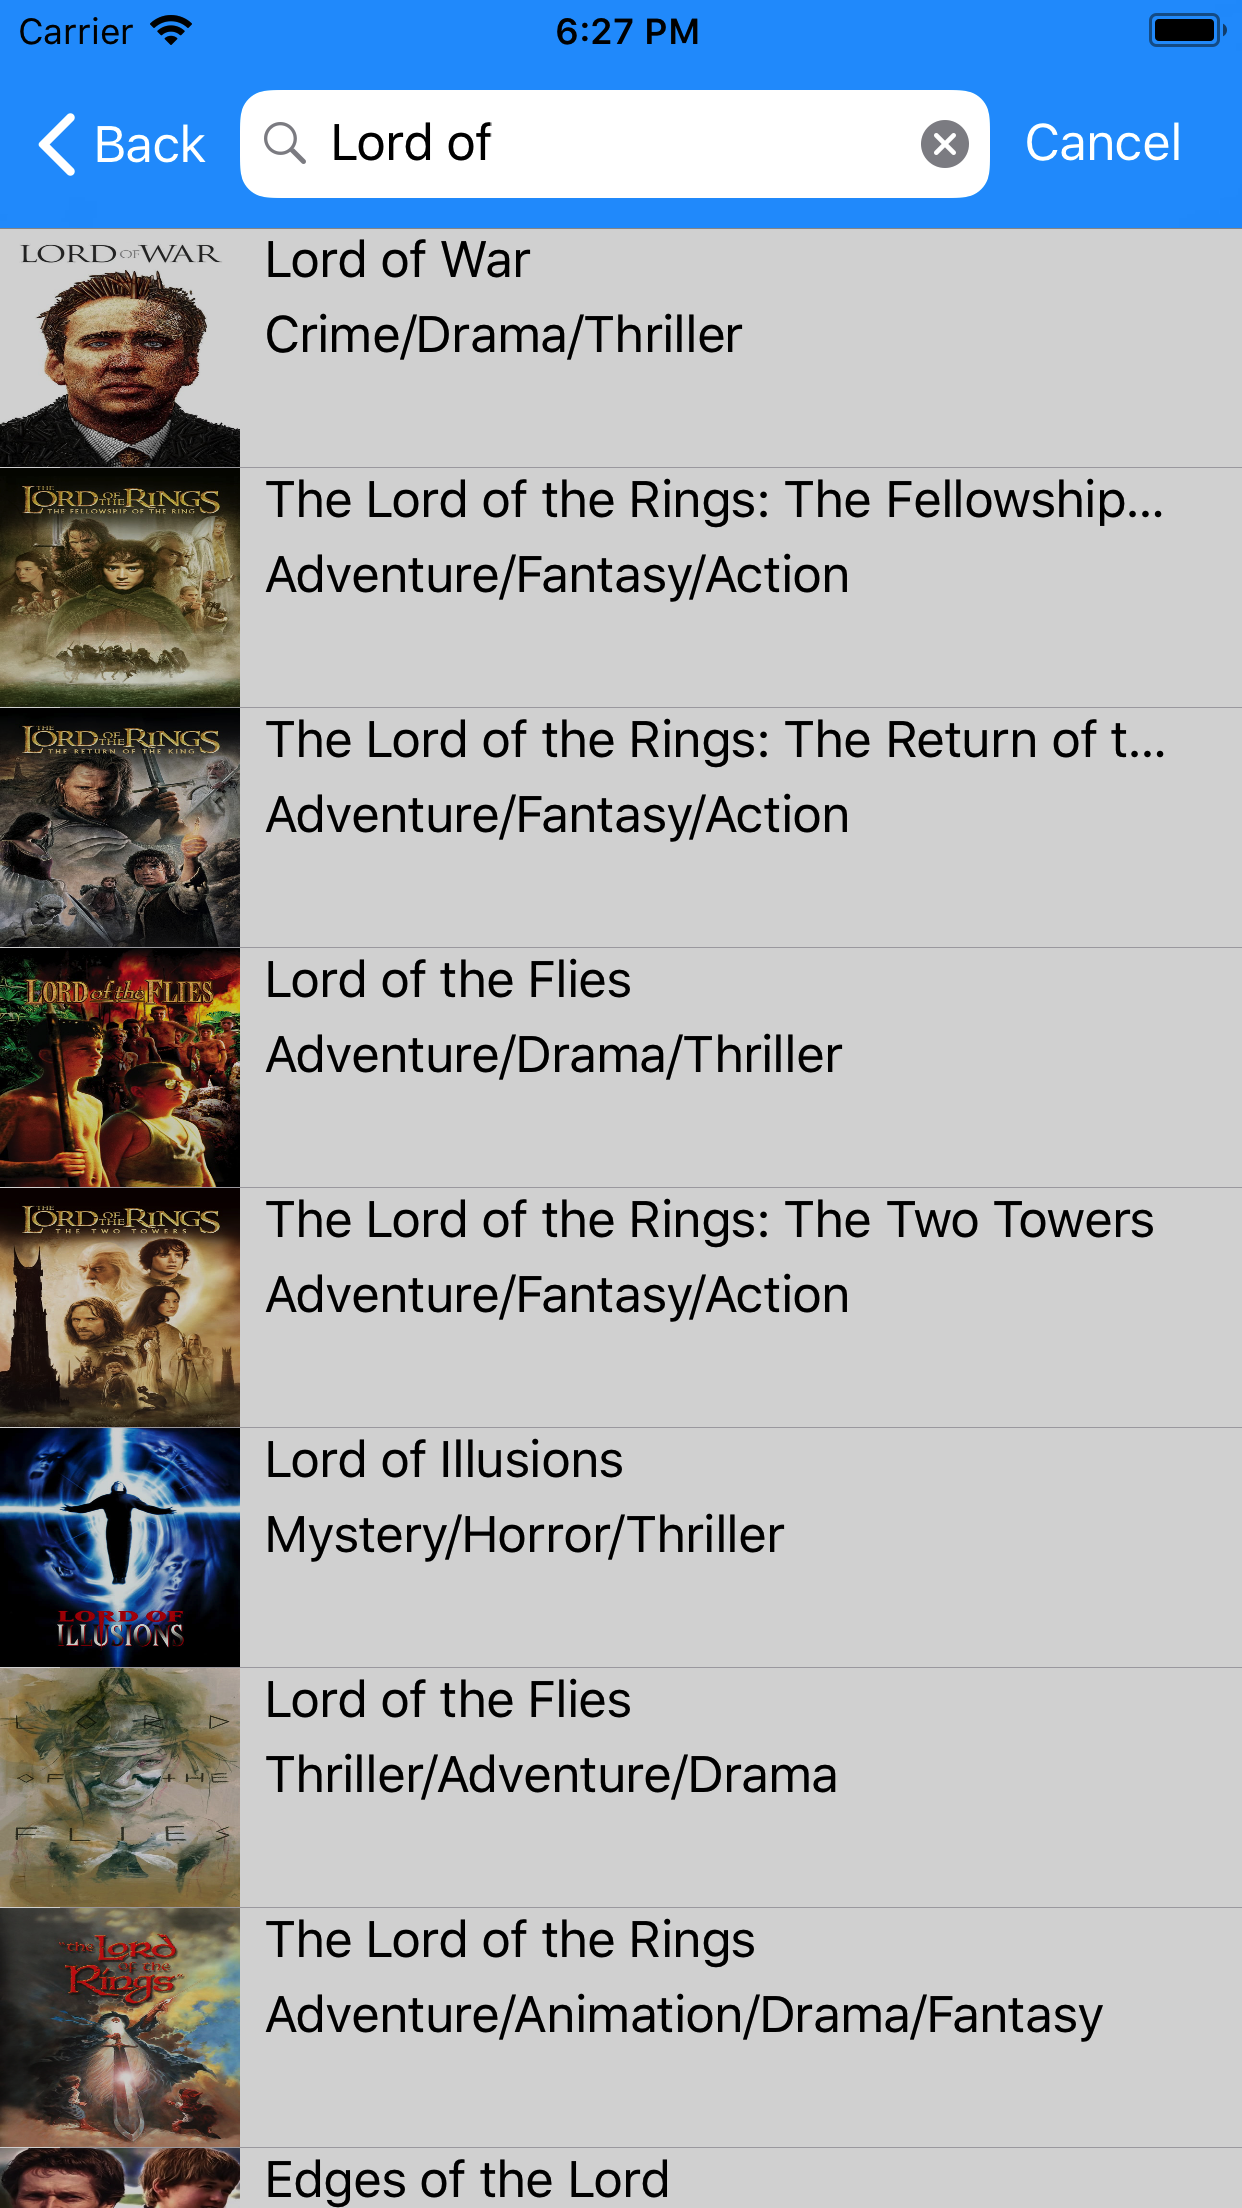 Carrier 6:27 PM
Back Lord of Cancel
LORD OF WAR
Lord of War
Crime/Drama/Thriller
THE
LORD OF THE RINGS
THE FELLOWSHIP OF THE RING
The Lord of the Rings: The Fellowship...
Adventure/Fantasy/Action
THE
LORD OF THE RINGS
THE RETURN OF THE KING
The Lord of the Rings: The Return of t...
Adventure/Fantasy/Action
LORD of the FLIES
Lord of the Flies
Adventure/Drama/Thriller
THE
LORD OF THE RINGS
THE TWO TOWERS
The Lord of the Rings: The Two Towers
Adventure/Fantasy/Action
Lord of Illusions
Mystery/Horror/Thriller
LORD OF
ILLUSIONS
Lord of the Flies
Thriller/Adventure/Drama
LORD
OF THE
FLIES
"the Lord
of the
Rings"
The Lord of the Rings
Adventure/Animation/Drama/Fantasy
Edges of the Lord